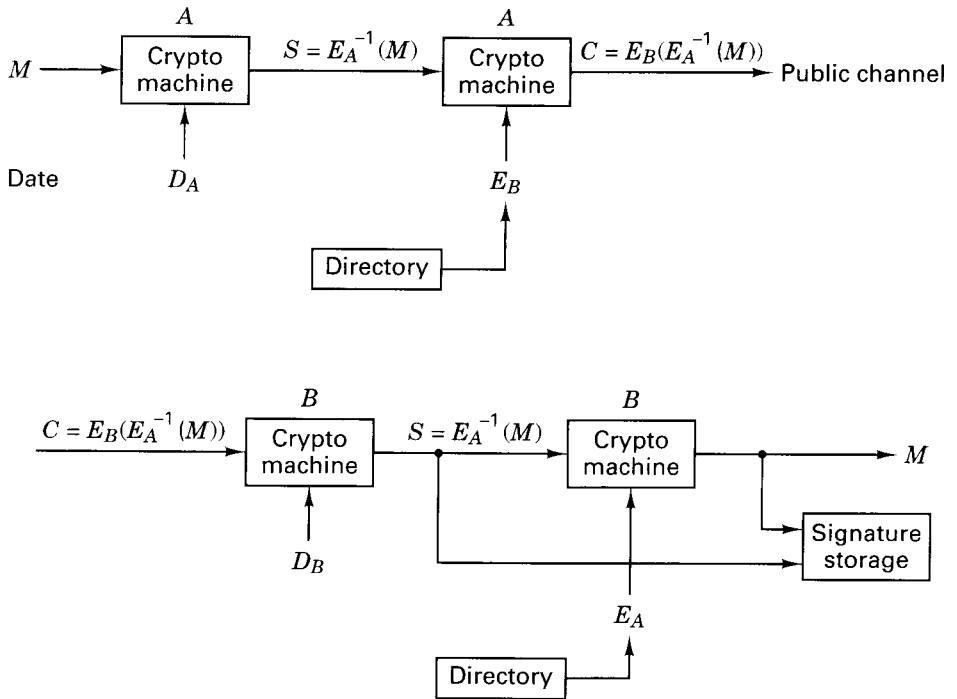 A
A
M
Crypto machine
S = E_A^{-1}(M)
Crypto machine
C = E_B(E_A^{-1}(M))
Public channel
Date
D_A
E_B
Directory
B
B
C = E_B(E_A^{-1}(M))
Crypto machine
S = E_A^{-1}(M)
Crypto machine
M
Signature storage
D_B
E_A
Directory